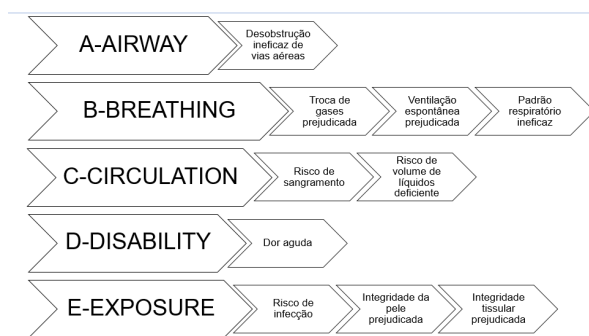 A-AIRWAY
Desobstrução
ineficaz de
vias aéreas
B-BREATHING
Troca de
gases
prejudicada
Ventilação
espontânea
prejudicada
Padrão
respiratório
ineficaz
C-CIRCULATION
Risco de
sangramento
Risco de
volume de
líquidos
deficiente
D-DISABILITY
Dor aguda
E-EXPOSURE
Risco de
infecção
Integridade da
pele
prejudicada
Integridade
tissular
prejudicada